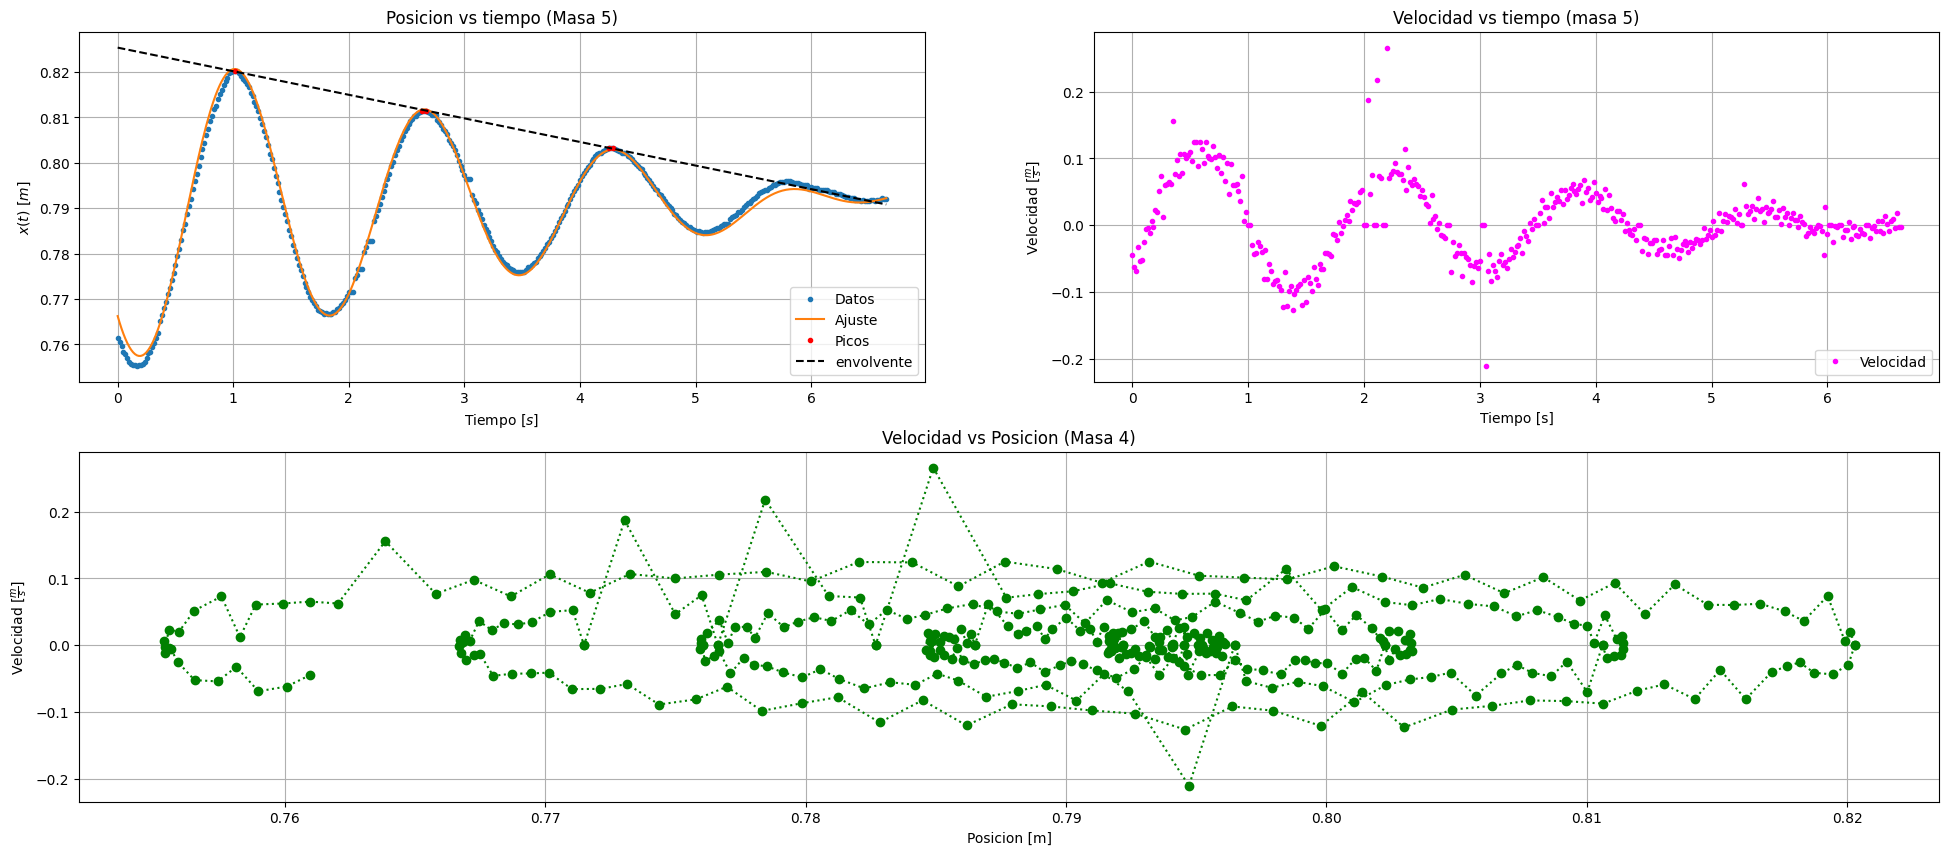 Posicion vs tiempo (Masa 5)
x(t) [m]
0.82
0.81
0.80
0.79
0.78
0.77
0.76
0 1 2 3 4 5 6
Tiempo [s]
Datos
Ajuste
Picos
envolvente
Velocidad vs tiempo (masa 5)
Velocidad [m/s]
0.2
0.1
0.0
−0.1
−0.2
0 1 2 3 4 5 6
Tiempo [s]
Velocidad
Velocidad vs Posicion (Masa 4)
Velocidad [m/s]
0.2
0.1
0.0
−0.1
−0.2
0.76 0.77 0.78 0.79 0.80 0.81 0.82
Posicion [m]